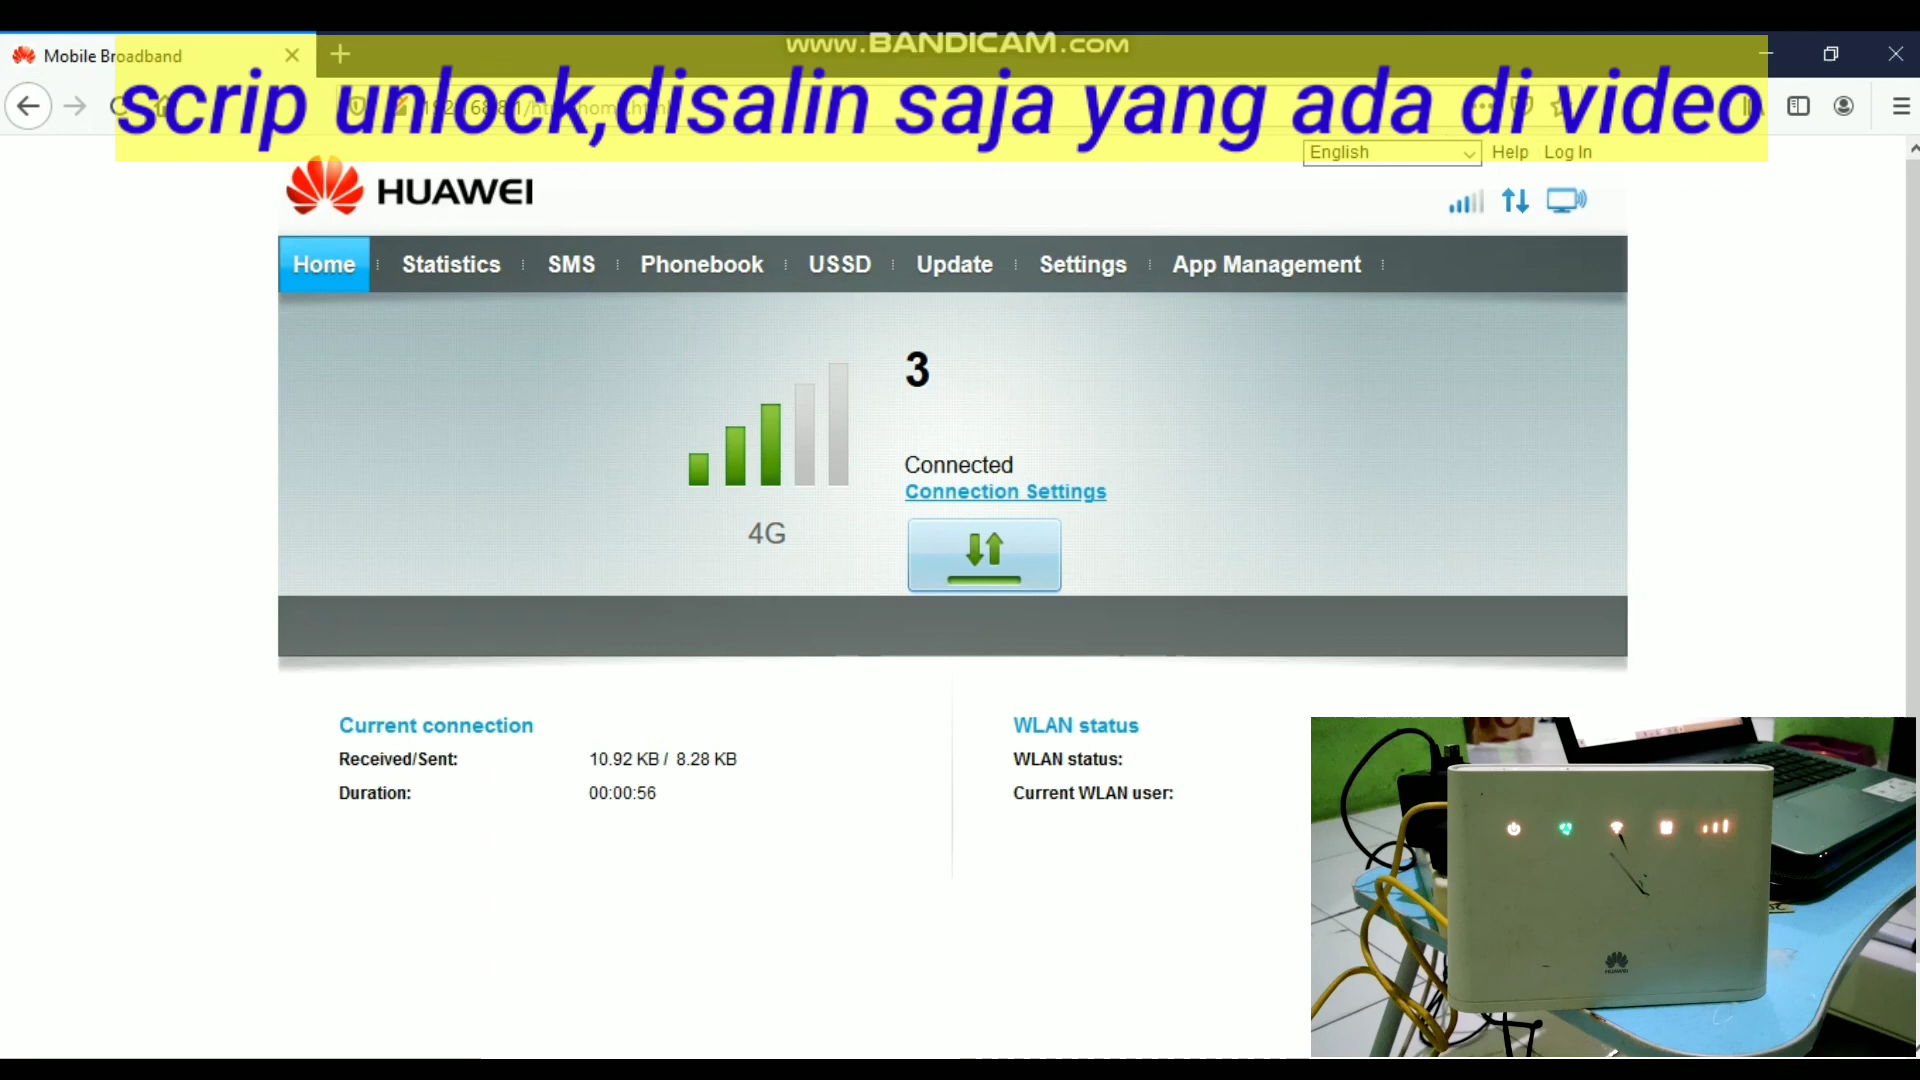 www.BANDICAM.com
Mobile Broadband
scrip unlock,disalin saja yang ada di video
English
Help
Log In
HUAWEI
Home
Statistics
SMS
Phonebook
USSD
Update
Settings
App Management
3
Connected
Connection Settings
4G
Current connection
Received/Sent:
10.92 KB / 8.28 KB
Duration:
00:00:56
WLAN status
WLAN status:
Current WLAN user:
HUAWEI